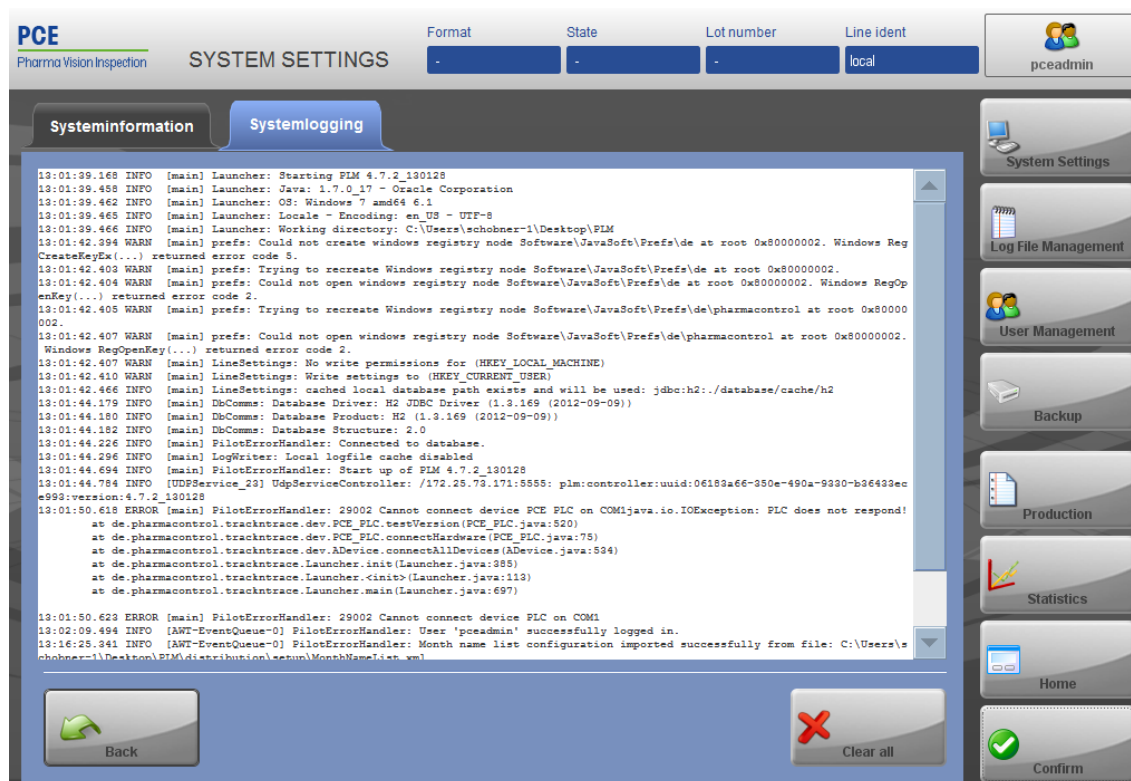 PCE
Pharma Vision Inspection
SYSTEM SETTINGS
Format
State
Lot number
Line ident
-
-
-
local
pceadmin
Systeminformation
Systemlogging
13:01:39.168 INFO [main] Launcher: Starting PLM 4.7.2_130128
13:01:39.458 INFO [main] Launcher: Java: 1.7.0_17 - Oracle Corporation
13:01:39.462 INFO [main] Launcher: OS: Windows 7 amd64 6.1
13:01:39.465 INFO [main] Launcher: Locale - Encoding: en_US - UTF-8
13:01:39.466 INFO [main] Launcher: Working directory: C:\Users\schobner-1\Desktop\PLM
13:01:42.394 WARN [main] prefs: Could not create windows registry node Software\JavaSoft\Prefs\de at root 0x80000002. Windows Reg
CreateKeyEx(...) returned error code 5.
13:01:42.403 WARN [main] prefs: Trying to recreate Windows registry node Software\JavaSoft\Prefs\de at root 0x80000002.
13:01:42.404 WARN [main] prefs: Could not open windows registry node Software\JavaSoft\Prefs\de at root 0x80000002. Windows RegOp
enKey(...) returned error code 2.
13:01:42.405 WARN [main] prefs: Trying to recreate Windows registry node Software\JavaSoft\Prefs\de\pharmacontrol at root 0x80000
002.
13:01:42.407 WARN [main] prefs: Could not open windows registry node Software\JavaSoft\Prefs\de\pharmacontrol at root 0x80000002.
Windows RegOpenKey(...) returned error code 2.
13:01:42.407 WARN [main] LineSettings: No write permissions for (HKEY_LOCAL_MACHINE)
13:01:42.410 WARN [main] LineSettings: Write settings to (HKEY_CURRENT_USER)
13:01:42.466 INFO [main] LineSettings: cached local database path exists and will be used: jdbc:h2:./database/cache/h2
13:01:44.179 INFO [main] DbComms: Database Driver: H2 JDBC Driver (1.3.169 (2012-09-09))
13:01:44.180 INFO [main] DbComms: Database Product: H2 (1.3.169 (2012-09-09))
13:01:44.182 INFO [main] DbComms: Database Structure: 2.0
13:01:44.226 INFO [main] PilotErrorHandler: Connected to database.
13:01:44.296 INFO [main] LogWriter: Local logfile cache disabled
13:01:44.694 INFO [main] PilotErrorHandler: Start up of PLM 4.7.2_130128
13:01:44.784 INFO [UDPService_23] UdpServiceController: /172.25.73.171:5555: plm:controller:uuid:06183a66-350e-490a-9330-b36433ec
e993:version:4.7.2_130128
13:01:50.618 ERROR [main] PilotErrorHandler: 29002 Cannot connect device PCE PLC on COM1java.io.IOException: PLC does not respond!
at de.pharmacontrol.trackntrace.dev.PCE_PLC.testVersion(PCE_PLC.java:520)
at de.pharmacontrol.trackntrace.dev.PCE_PLC.connectHardware(PCE_PLC.java:75)
at de.pharmacontrol.trackntrace.dev.ADevice.connectAllDevices(ADevice.java:534)
at de.pharmacontrol.trackntrace.Launcher.init(Launcher.java:385)
at de.pharmacontrol.trackntrace.Launcher.<init>(Launcher.java:113)
at de.pharmacontrol.trackntrace.Launcher.main(Launcher.java:697)
13:01:50.623 ERROR [main] PilotErrorHandler: 29002 Cannot connect device PLC on COM1
13:02:09.494 INFO [AWT-EventQueue-0] PilotErrorHandler: User 'pceadmin' successfully logged in.
13:16:25.341 INFO [AWT-EventQueue-0] PilotErrorHandler: Month name list configuration imported successfully from file: C:\Users\s
chobner-1\Desktop\PLM\distribution\setup\MonthNameList.xml
System Settings
Log File Management
User Management
Backup
Production
Statistics
Home
Confirm
Back
Clear all